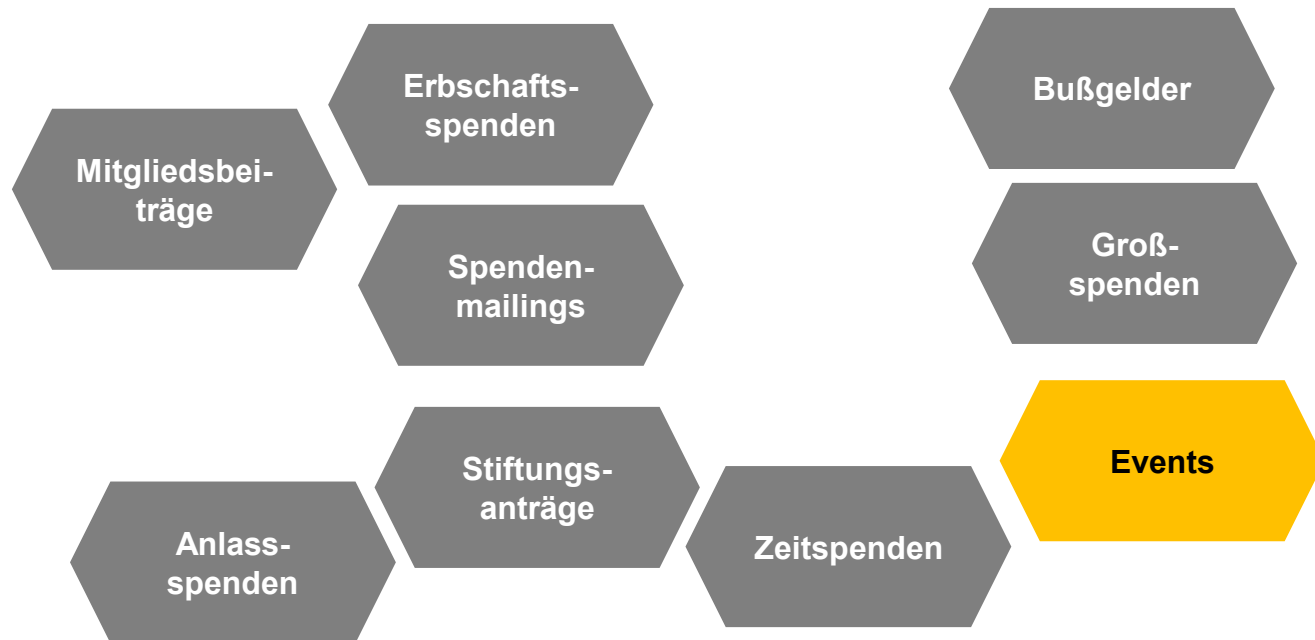 Erbschafts-
spenden
Bußgelder
Mitgliedsbei-
träge
Spenden-
mailings
Groß-
spenden
Stiftungs-
anträge
Events
Anlass-
spenden
Zeitspenden